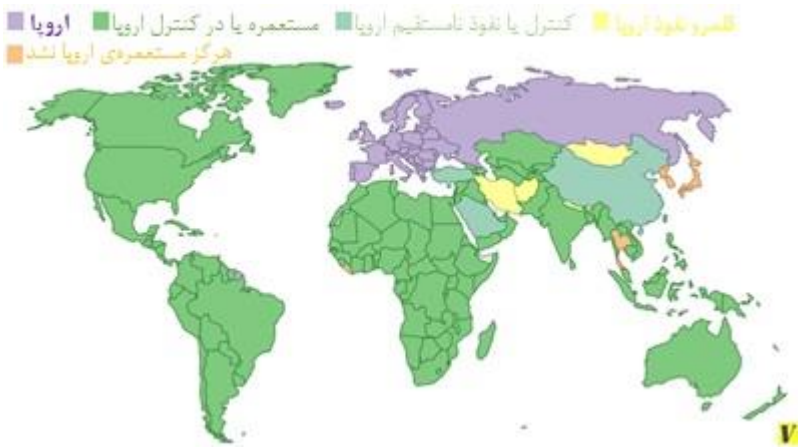 اروپا مستعمره یا در کنترل اروپا کنترل یا نفوذ نامستقیم اروپا قلمرو نفوذ اروپا
هرگز مستعمره‌ی اروپا نشد
V